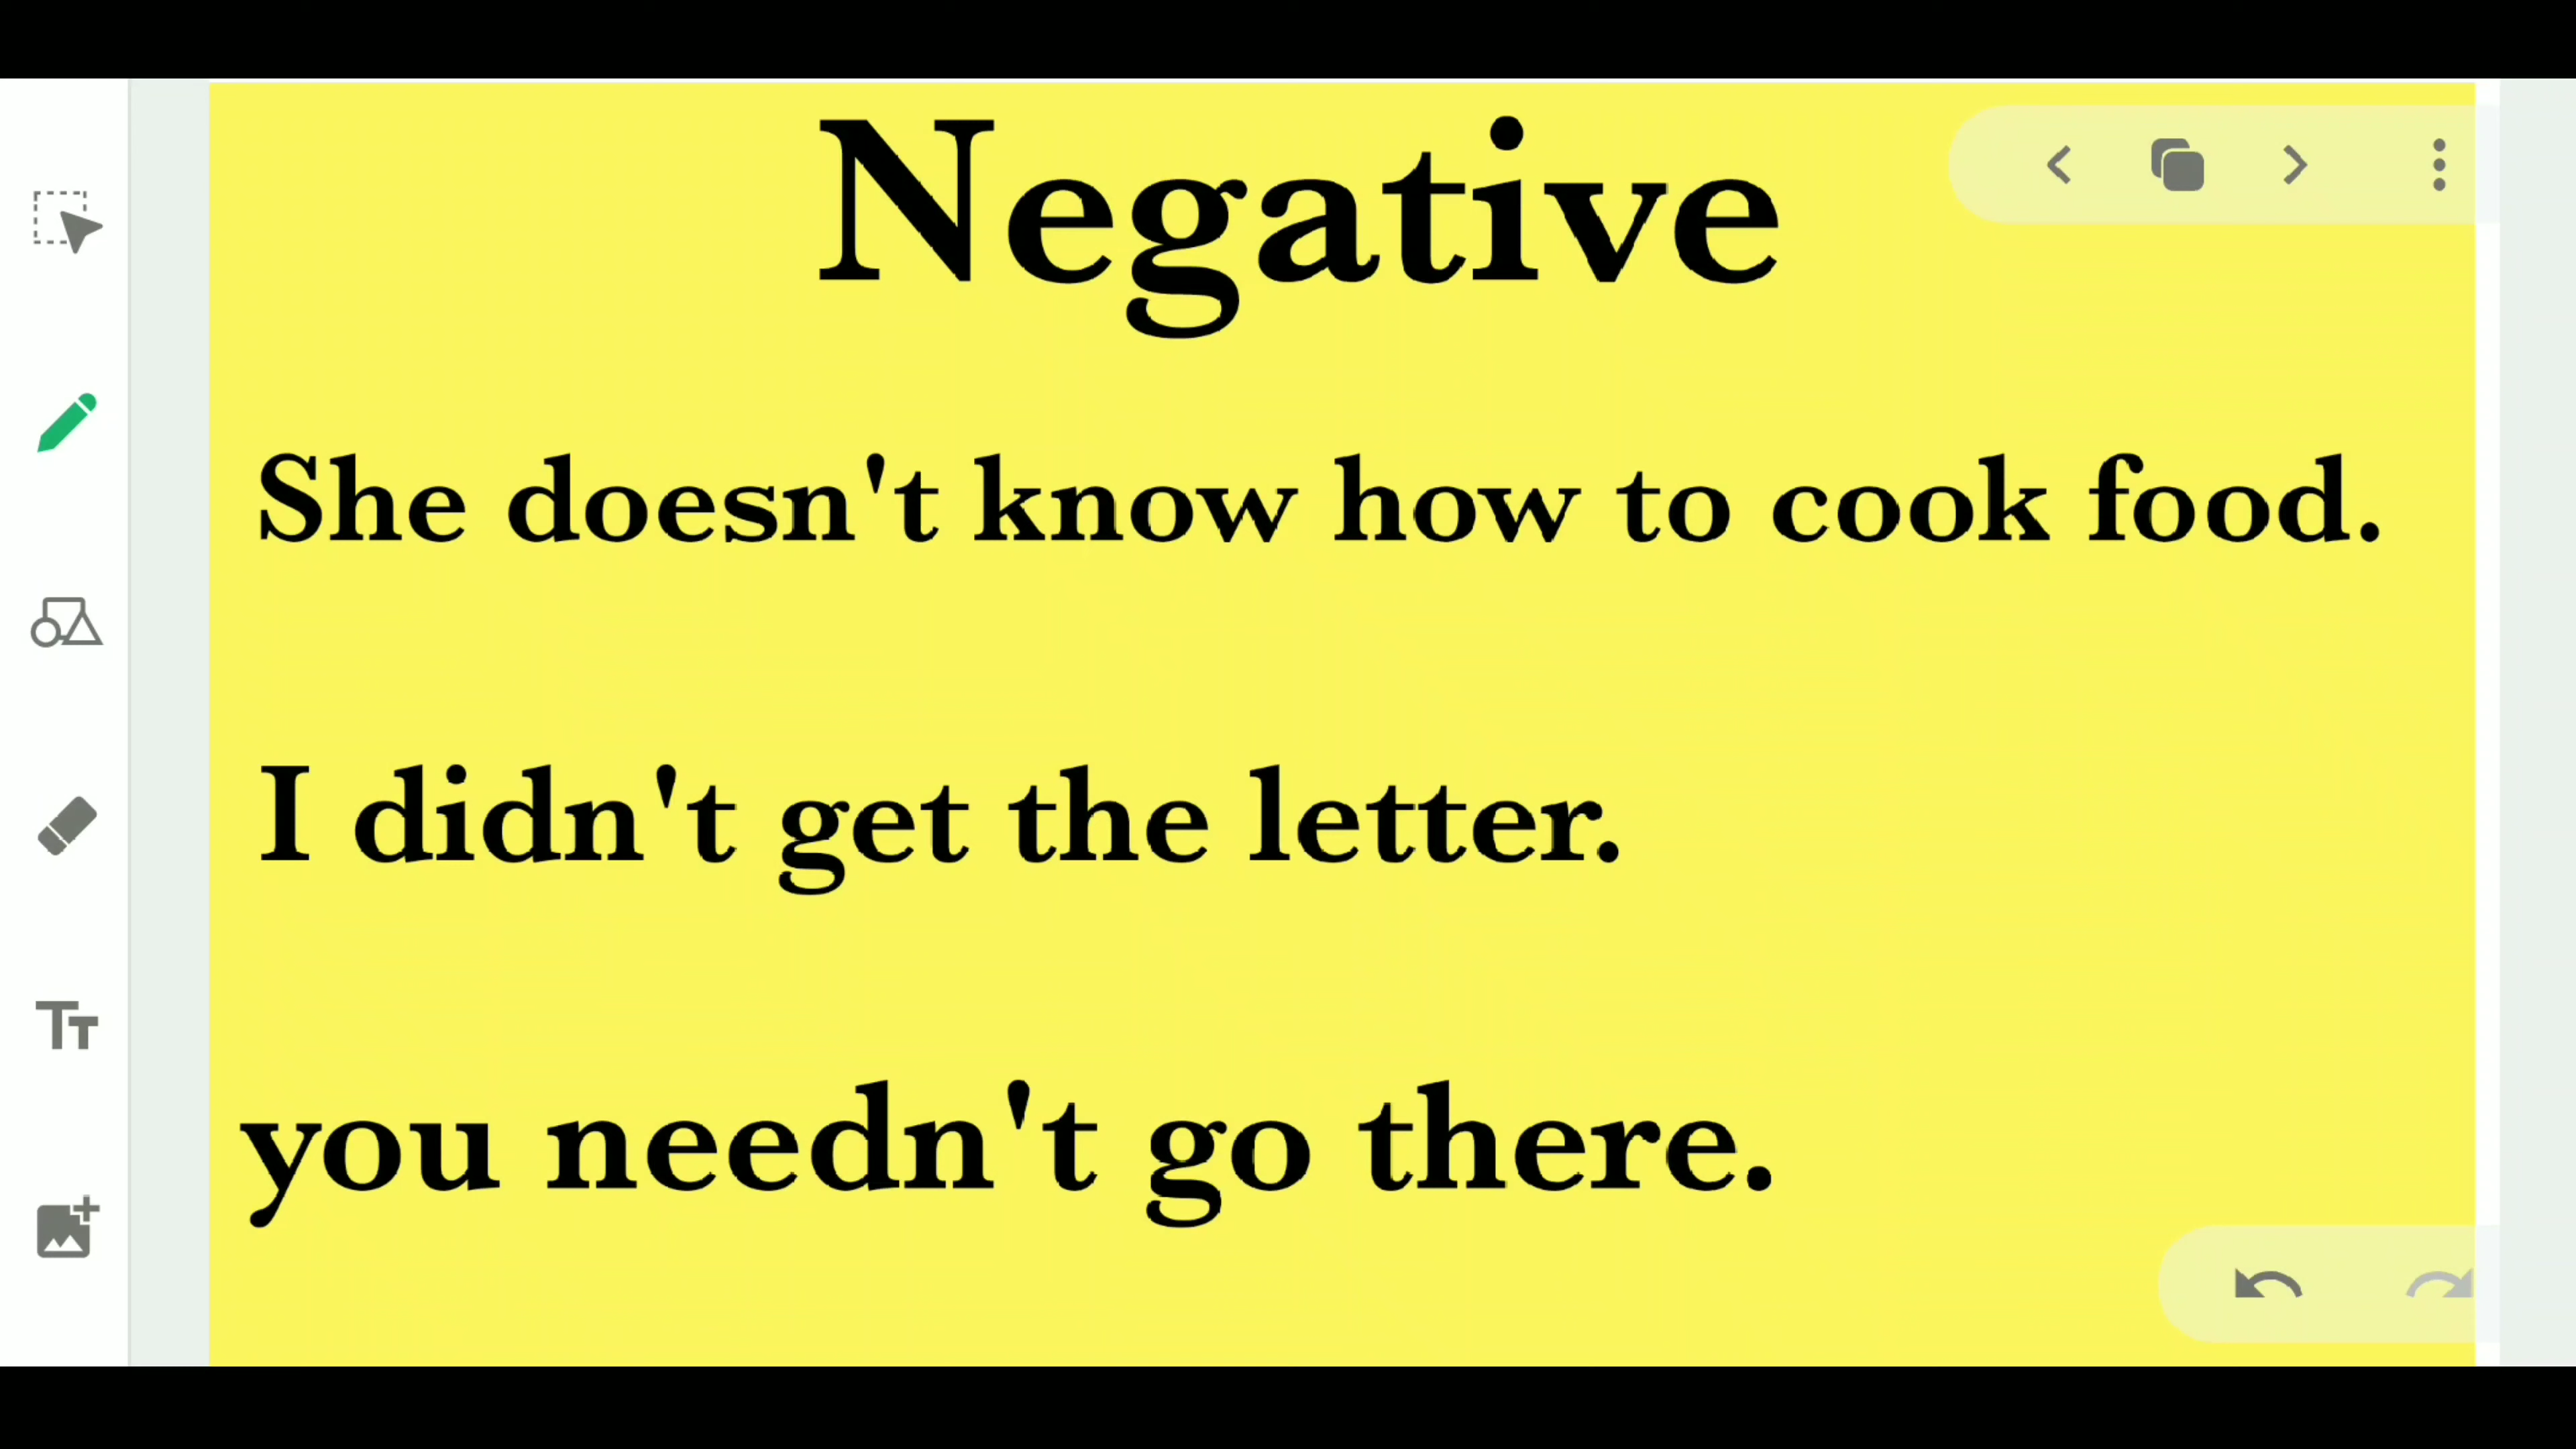 Negative
She doesn't know how to cook food.
I didn't get the letter.
you needn't go there.